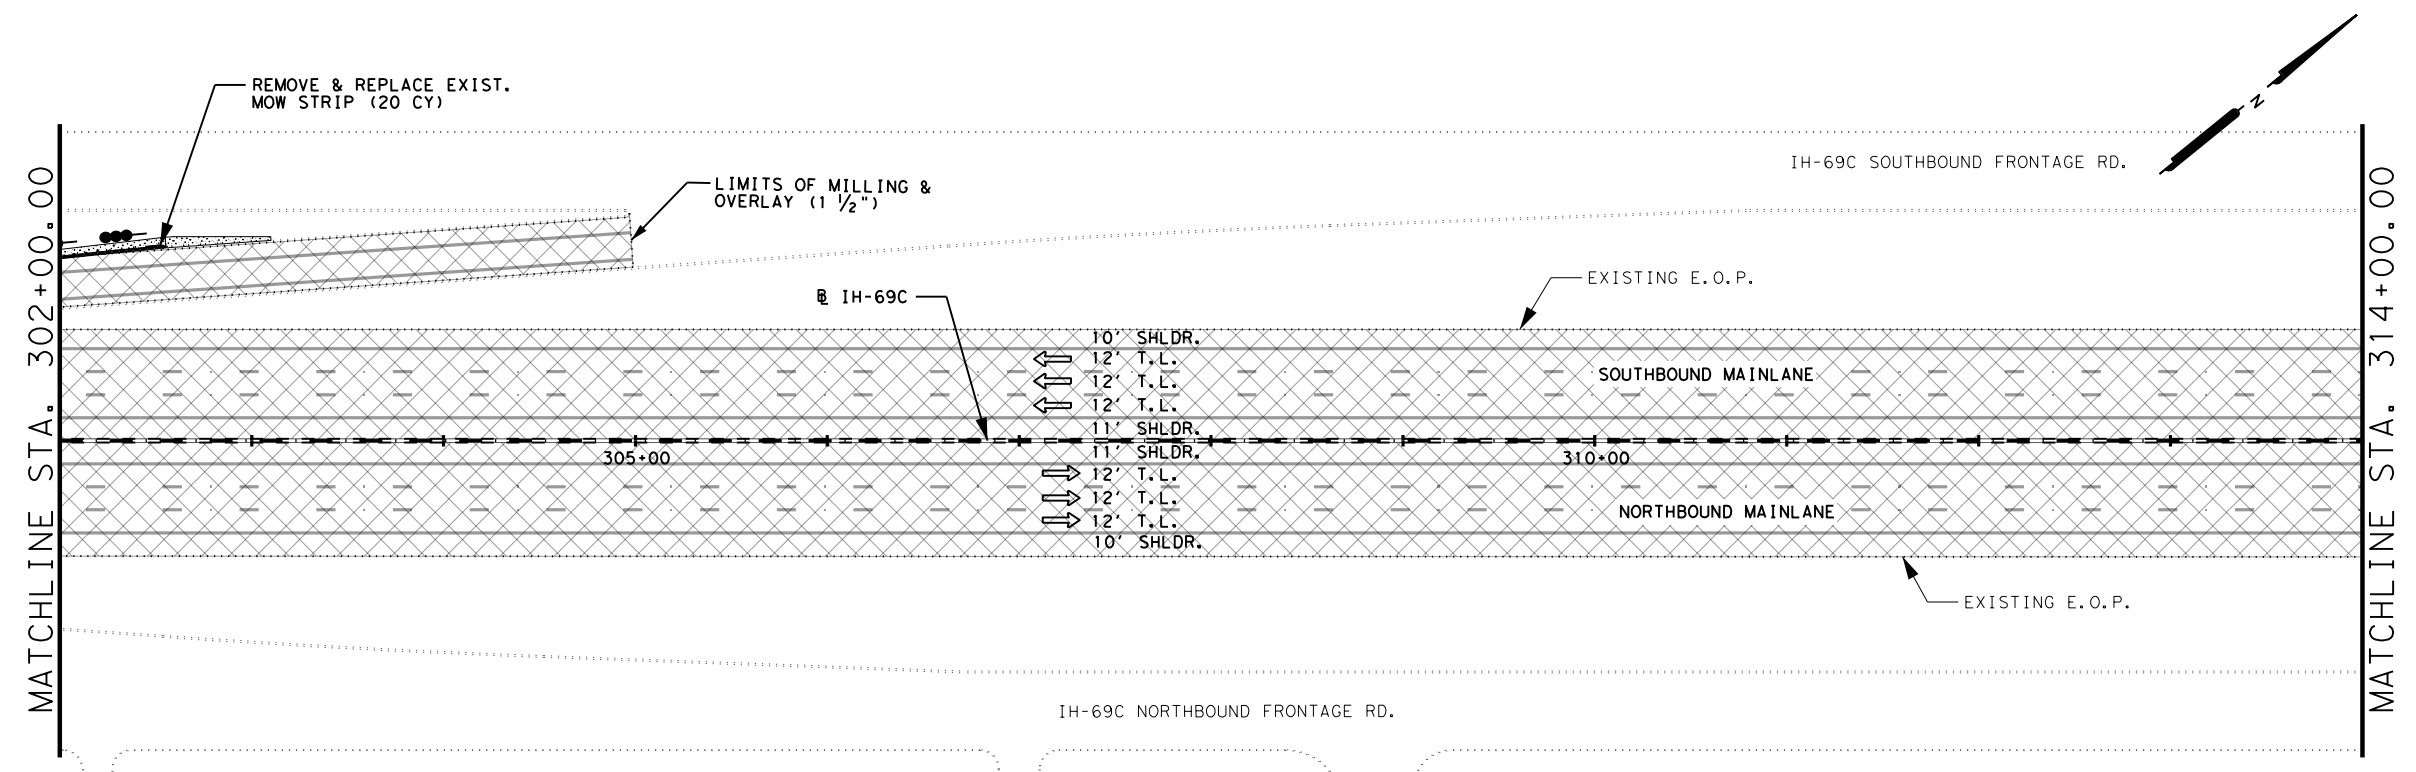 REMOVE & REPLACE EXIST.
MOW STRIP (20 CY)
N
IH-69C SOUTHBOUND FRONTAGE RD.
LIMITS OF MILLING &
OVERLAY (1 ½")
MATCHLINE STA. 302+00.00
MATCHLINE STA. 314+00.00
EXISTING E.O.P.
BL IH-69C
10' SHLDR.
12' T.L.
12' T.L.
12' T.L.
11' SHLDR.
11' SHLDR.
12' T.L.
12' T.L.
12' T.L.
10' SHLDR.
SOUTHBOUND MAINLANE
305+00
310+00
NORTHBOUND MAINLANE
EXISTING E.O.P.
IH-69C NORTHBOUND FRONTAGE RD.